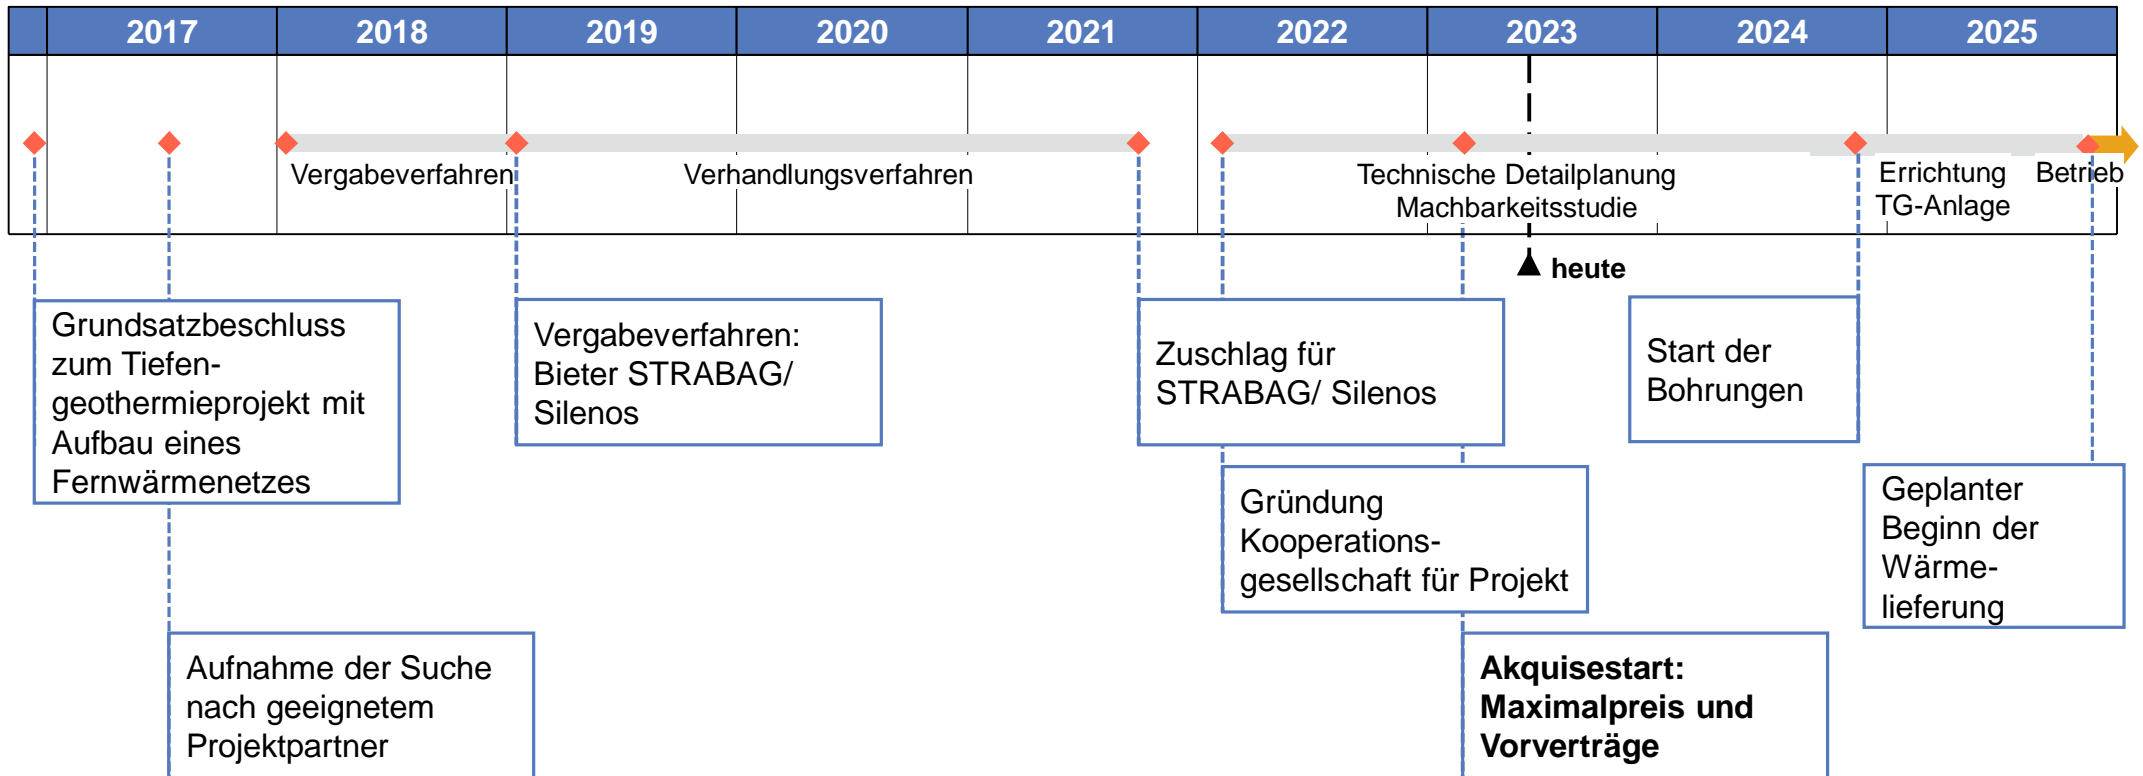 2017
2018
2019
2020
2021
2022
2023
2024
2025
Vergabeverfahren
Verhandlungsverfahren
Technische Detailplanung
Machbarkeitsstudie
Errichtung
TG-Anlage
Betrieb
heute
Grundsatzbeschluss
zum Tiefen-
geothermieprojekt mit
Aufbau eines
Fernwärmenetzes
Vergabeverfahren:
Bieter STRABAG/
Silenos
Zuschlag für
STRABAG/ Silenos
Start der
Bohrungen
Gründung
Kooperations-
gesellschaft für Projekt
Geplanter
Beginn der
Wärme-
lieferung
Aufnahme der Suche
nach geeignetem
Projektpartner
Akquisestart:
Maximalpreis und
Vorverträge